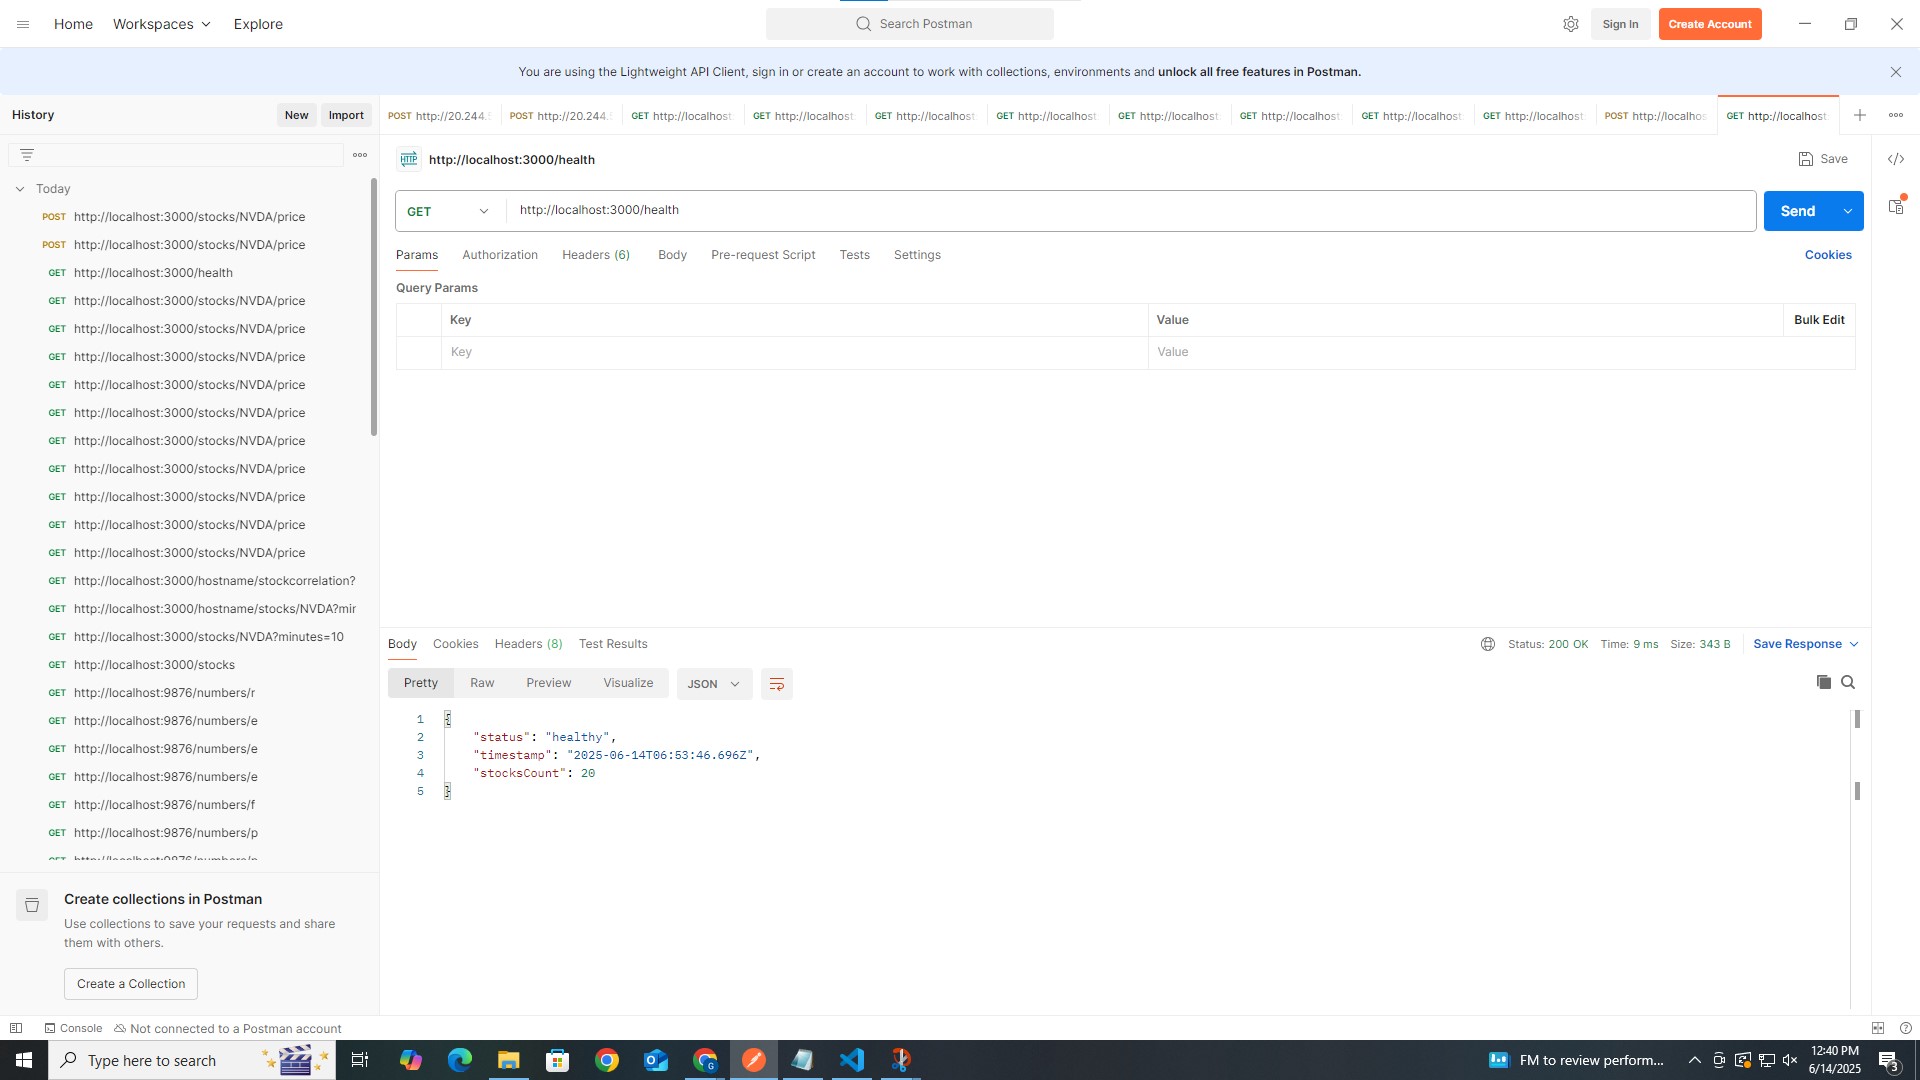 Home Workspaces Explore
Search Postman
Sign In Create Account
You are using the Lightweight API Client, sign in or create an account to work with collections, environments and unlock all free features in Postman.
History New Import
POST http://20.244.
POST http://20.244.
GET http://localhost
GET http://localhost
GET http://localhost:
GET http://localhost
GET http://localhost
GET http://localhost
GET http://localhost
GET http://localhost
POST http://localhos
GET http://localhost:
Today
POST http://localhost:3000/stocks/NVDA/price
POST http://localhost:3000/stocks/NVDA/price
GET http://localhost:3000/health
GET http://localhost:3000/stocks/NVDA/price
GET http://localhost:3000/stocks/NVDA/price
GET http://localhost:3000/stocks/NVDA/price
GET http://localhost:3000/stocks/NVDA/price
GET http://localhost:3000/stocks/NVDA/price
GET http://localhost:3000/stocks/NVDA/price
GET http://localhost:3000/stocks/NVDA/price
GET http://localhost:3000/stocks/NVDA/price
GET http://localhost:3000/stocks/NVDA/price
GET http://localhost:3000/stocks/NVDA/price
GET http://localhost:3000/hostname/stockcorrelation?
GET http://localhost:3000/hostname/stocks/NVDA?mir
GET http://localhost:3000/stocks/NVDA?minutes=10
GET http://localhost:3000/stocks
GET http://localhost:9876/numbers/r
GET http://localhost:9876/numbers/e
GET http://localhost:9876/numbers/e
GET http://localhost:9876/numbers/e
GET http://localhost:9876/numbers/f
GET http://localhost:9876/numbers/p
Create collections in Postman
Use collections to save your requests and share
them with others.
Create a Collection
HTTP http://localhost:3000/health
Save
GET http://localhost:3000/health Send
Params Authorization Headers (6) Body Pre-request Script Tests Settings Cookies
Query Params
Key Value Bulk Edit
Key Value
Body Cookies Headers (8) Test Results Status: 200 OK Time: 9 ms Size: 343 B Save Response
Pretty Raw Preview Visualize JSON
1 {
2 "status": "healthy",
3 "timestamp": "2025-06-14T06:53:46.696Z",
4 "stocksCount": 20
5 }
Console Not connected to a Postman account
Type here to search
FM to review perform...
12:40 PM
6/14/2025
3